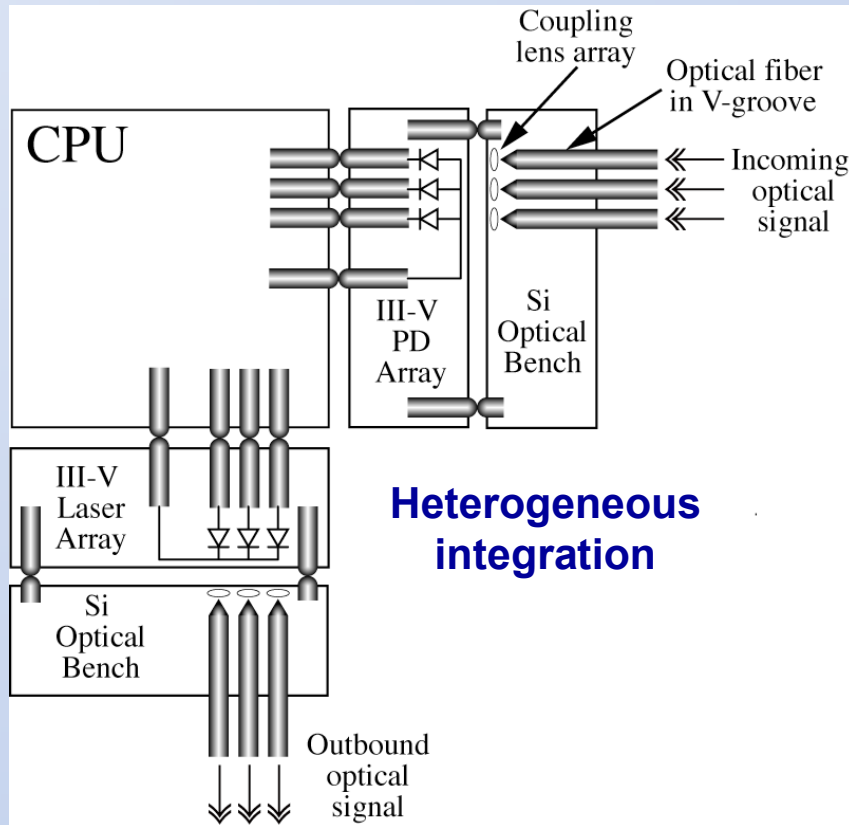 Coupling
lens array
Optical fiber
in V-groove
CPU
Incoming
optical
signal
III-V
PD
Array
Si
Optical
Bench
III-V
Laser
Array
Heterogeneous
integration
Si
Optical
Bench
Outbound
optical
signal